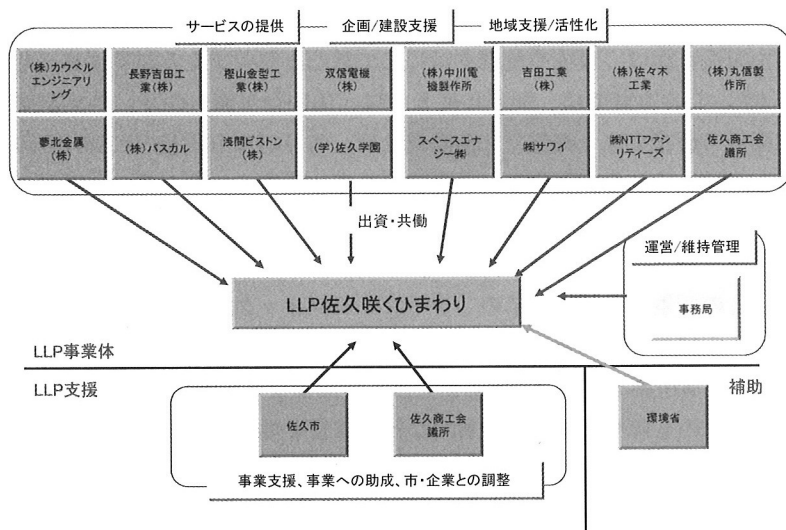 サービスの提供
企画/建設支援
地域支援/活性化
(株)カウベル
エンジニアリ
ング
長野吉田工
業(株)
樫山金型工
業(株)
双信電機
(株)
(株)中川電
機製作所
吉田工業
(株)
(株)佐々木
工業
(株)丸信製
作所
夢北金属
(株)
(株)パスカル
浅間ピストン
(株)
(学)佐久学園
スペースエナ
ジー㈱
㈱サワイ
㈱NTTファシ
リティーズ
佐久商工会
議所
出資・共働
運営/維持管理
事務局
LLP佐久咲くひまわり
LLP事業体
LLP支援
補助
佐久市
佐久商工会
議所
環境省
事業支援、事業への助成、市・企業との調整